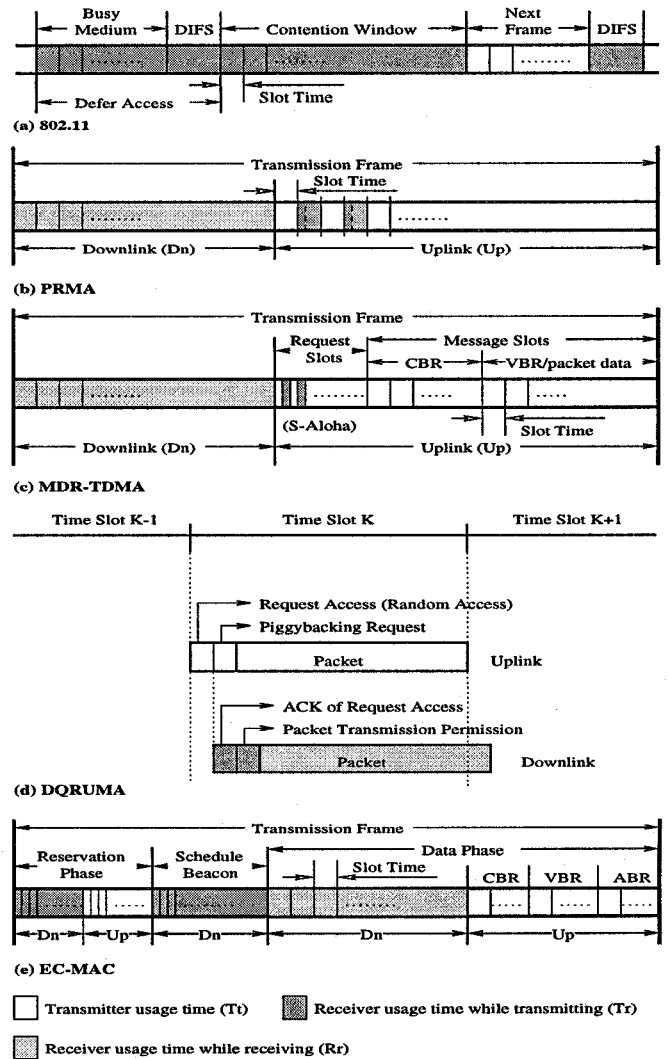 Busy Medium DIFS Contention Window Next Frame DIFS
Slot Time
Defer Access
(a) 802.11
Transmission Frame
Slot Time
Downlink (Dn) Uplink (Up)
(b) PRMA
Transmission Frame
Request Slots Message Slots
CBR VBR/packet data
(S-Aloha) Slot Time
Downlink (Dn) Uplink (Up)
(c) MDR-TDMA
Time Slot K-1 Time Slot K Time Slot K+1
Request Access (Random Access)
Piggybacking Request
Packet Uplink
ACK of Request Access
Packet Transmission Permission
Packet Downlink
(d) DQRUMA
Transmission Frame
Reservation Phase Schedule Beacon Data Phase
Slot Time CBR VBR ABR
Dn Up Dn Dn Up
(e) EC-MAC
Transmitter usage time (Tt) Receiver usage time while transmitting (Tr)
Receiver usage time while receiving (Rr)